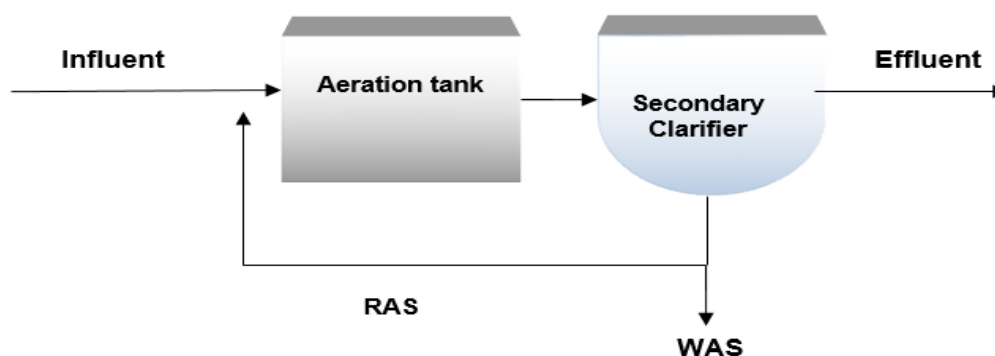 Influent
Aeration tank
Secondary
Clarifier
Effluent
RAS
WAS